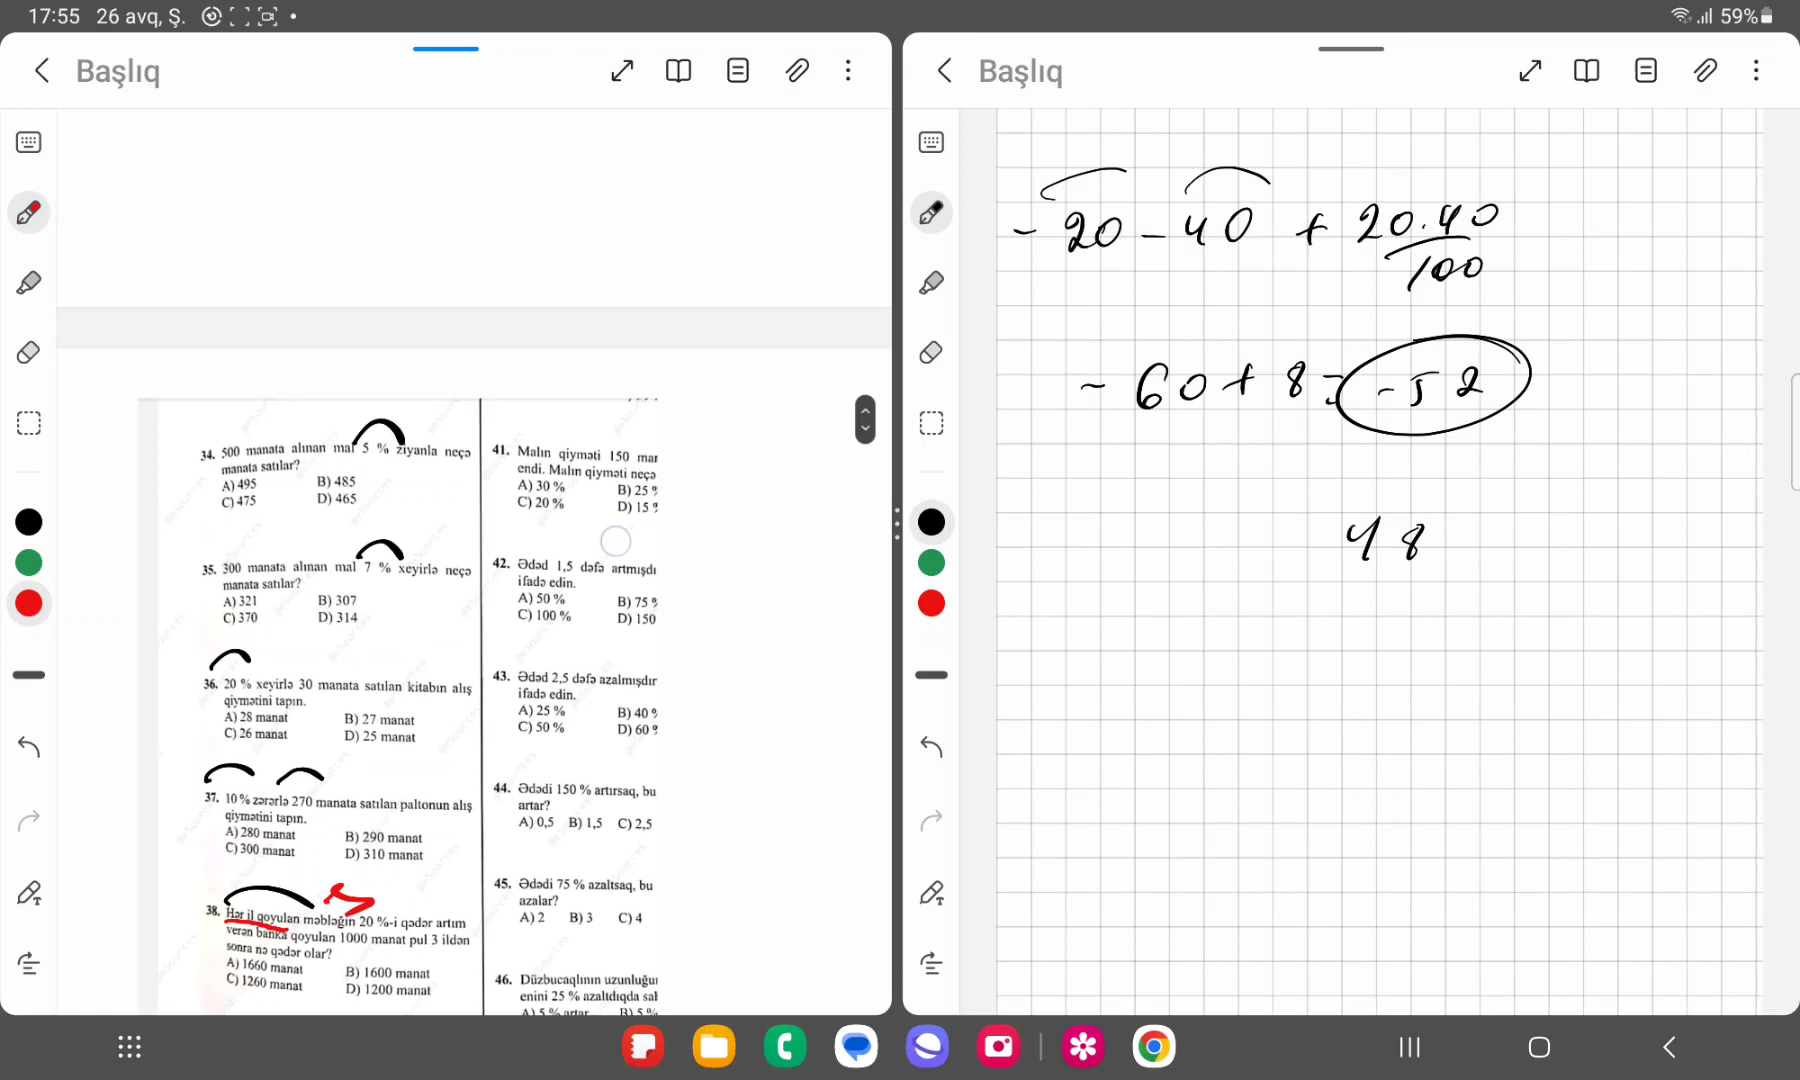 17:55 26 avq, Ş.
59%
Başlıq
34. 500 manata alınan mal 5 % ziyanla neçə
manata satılar?
A) 495 B) 485
C) 475 D) 465
35. 300 manata alınan mal 7 % xeyirlə neçə
manata satılar?
A) 321 B) 307
C) 370 D) 314
36. 20 % xeyirlə 30 manata satılan kitabın alış
qiymətini tapın.
A) 28 manat B) 27 manat
C) 26 manat D) 25 manat
37. 10 % zərərlə 270 manata satılan paltonun alış
qiymətini tapın.
A) 280 manat B) 290 manat
C) 300 manat D) 310 manat
38. Hər il qoyulan məbləğin 20 %-i qədər artım
verən banka qoyulan 1000 manat pul 3 ildən
sonra nə qədər olar?
A) 1660 manat B) 1600 manat
C) 1260 manat D) 1200 manat
41. Malın qiyməti 150 man
endi. Malın qiyməti neçə
A) 30 % B) 25 %
C) 20 % D) 15 %
42. Ədəd 1,5 dəfə artmışdı
ifadə edin.
A) 50 % B) 75 %
C) 100 % D) 150
43. Ədəd 2,5 dəfə azalmışdır
ifadə edin.
A) 25 % B) 40 %
C) 50 % D) 60 %
44. Ədədi 150 % artırsaq, bu
artar?
A) 0,5 B) 1,5 C) 2,5
45. Ədədi 75 % azaltsaq, bu
azalar?
A) 2 B) 3 C) 4
46. Düzbucaqlının uzunluğu
enini 25 % azaltdıqda sal
A) 5 % artar B) 5 %
Başlıq
- 20 - 40 + 20.40
100
- 60 + 8 = -52
48